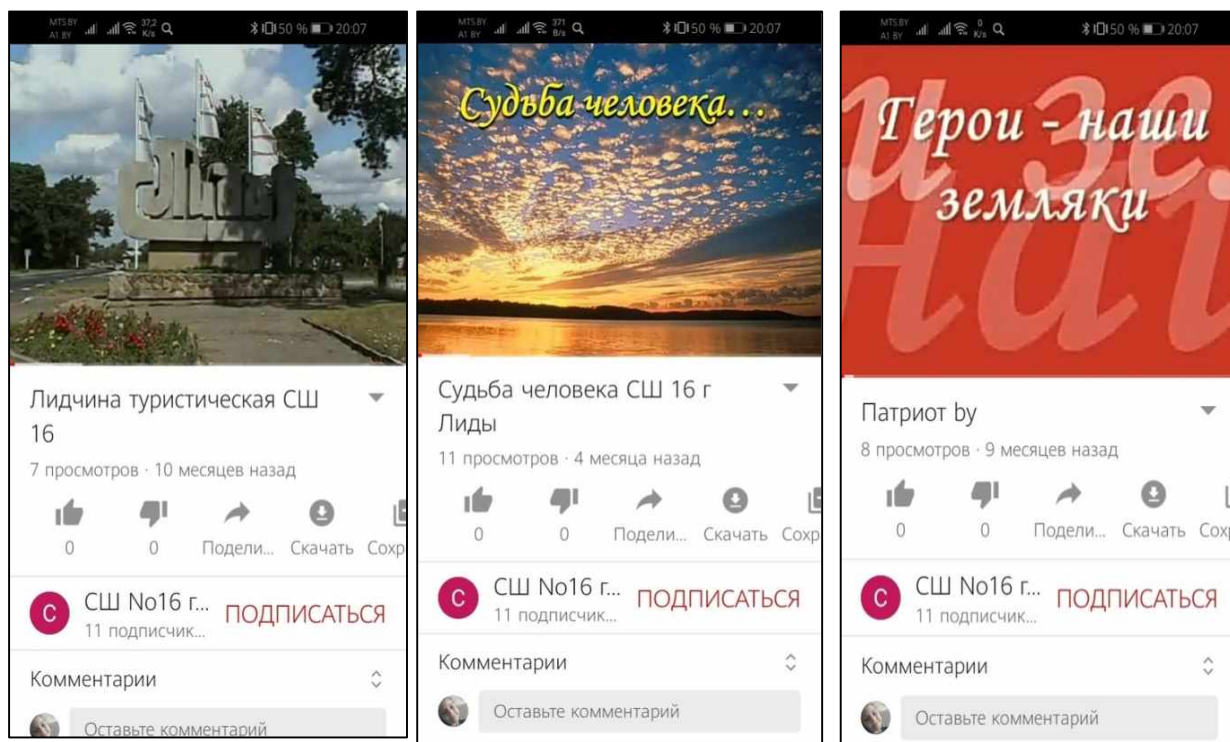 MTS BY
A1 BY
37,2
K/s
50 % 20:07
Лида
Лидчина туристическая СШ
16
7 просмотров · 10 месяцев назад
0
0
Подели...
Скачать
Сохр
С
СШ No16 г...
ПОДПИСАТЬСЯ
11 подписчик...
Комментарии
Оставьте комментарий
MTS BY
A1 BY
371
B/s
50 % 20:07
Судьба человека...
Судьба человека СШ 16 г
Лиды
11 просмотров · 4 месяца назад
0
0
Подели...
Скачать
Сохр
С
СШ No16 г...
ПОДПИСАТЬСЯ
11 подписчик...
Комментарии
Оставьте комментарий
MTS BY
A1 BY
0
K/s
50 % 20:07
Герои - наши
земляки
Патриот by
8 просмотров · 9 месяцев назад
0
0
Подели...
Скачать
Сохр
С
СШ No16 г...
ПОДПИСАТЬСЯ
11 подписчик...
Комментарии
Оставьте комментарий